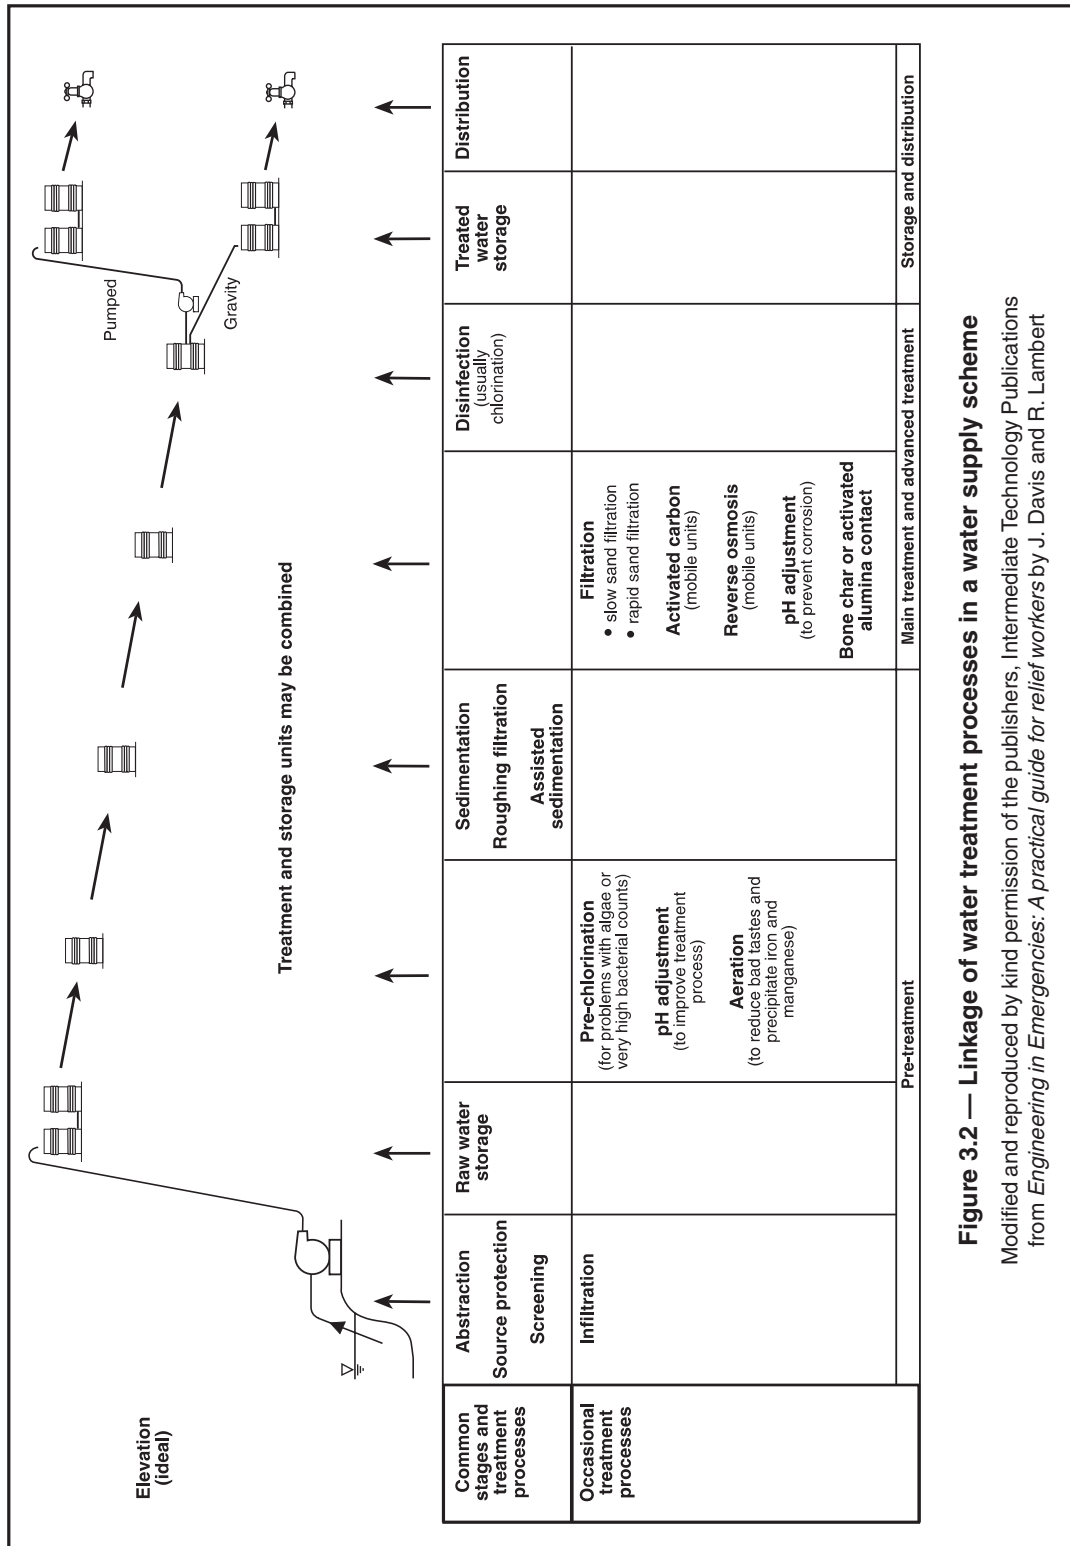 Elevation
(ideal)
Pumped
Gravity
Treatment and storage units may be combined
Common
stages and
treatment
processes
Abstraction
Source protection
Screening
Raw water
storage
Sedimentation
Roughing filtration
Assisted
sedimentation
Disinfection
(usually
chlorination)
Treated
water
storage
Distribution
Occasional
treatment
processes
Infiltration
Pre-chlorination
(for problems with algae or
very high bacterial counts)
pH adjustment
(to improve treatment
process)
Aeration
(to reduce bad tastes and
precipitate iron and
manganese)
Filtration
• slow sand filtration
• rapid sand filtration
Activated carbon
(mobile units)
Reverse osmosis
(mobile units)
pH adjustment
(to prevent corrosion)
Bone char or activated
alumina contact
Pre-treatment
Main treatment and advanced treatment
Storage and distribution
Figure 3.2 — Linkage of water treatment processes in a water supply scheme
Modified and reproduced by kind permission of the publishers, Intermediate Technology Publications
from Engineering in Emergencies: A practical guide for relief workers by J. Davis and R. Lambert